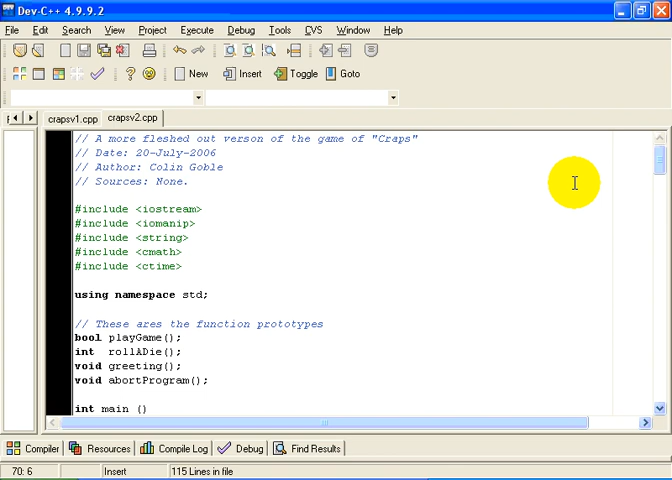 Dev-C++ 4.9.9.2
File Edit Search View Project Execute Debug Tools CVS Window Help
New Insert Toggle Goto
crapsv1.cpp crapsv2.cpp
// A more fleshed out verson of the game of "Craps"
// Date: 20-July-2006
// Author: Colin Goble
// Sources: None.
#include <iostream>
#include <iomanip>
#include <string>
#include <cmath>
#include <ctime>
using namespace std;
// These ares the function prototypes
bool playGame();
int rollADie();
void greeting();
void abortProgram();
int main ()
Compiler Resources Compile Log Debug Find Results
70: 6 Insert 115 Lines in file